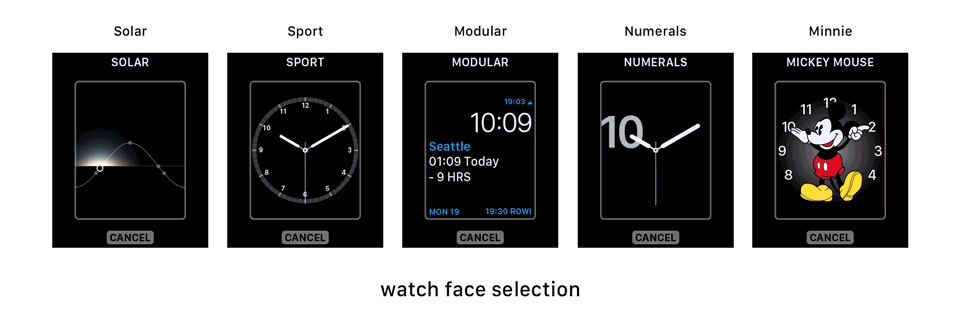 Solar
Sport
Modular
Numerals
Minnie
SOLAR
SPORT
MODULAR
NUMERALS
MICKEY MOUSE
12
1
2
3
4
5
6
7
8
9
10
11
19:03
10:09
Seattle
01:09 Today
- 9 HRS
MON 19
19:30 ROWI
10
11
12
1
10
2
9
3
8
4
CANCEL
CANCEL
CANCEL
CANCEL
CANCEL
watch face selection